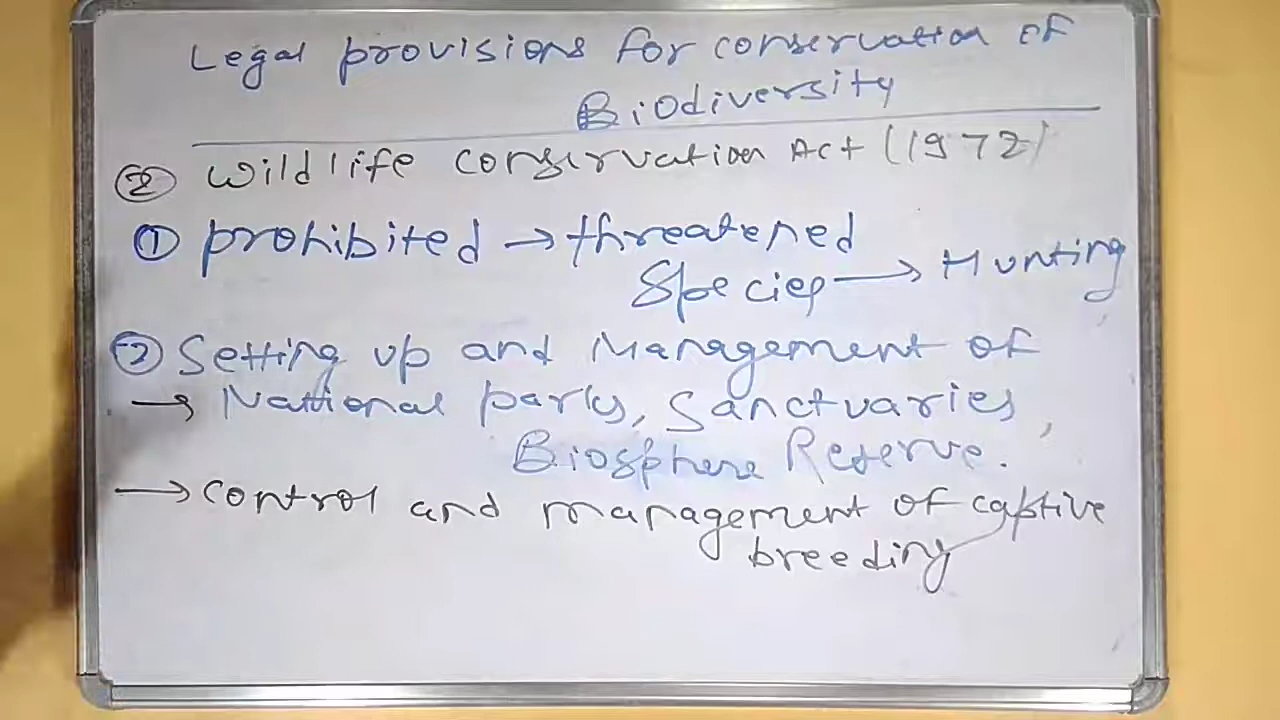 Legal provisions for conservation of
Biodiversity
② Wildlife conservation Act (1972)
① prohibited → threatened
Species → Hunting
② Setting up and Management of
→ National parks, Sanctuaries,
Biosphere Reserve.
→ control and management of captive
breeding